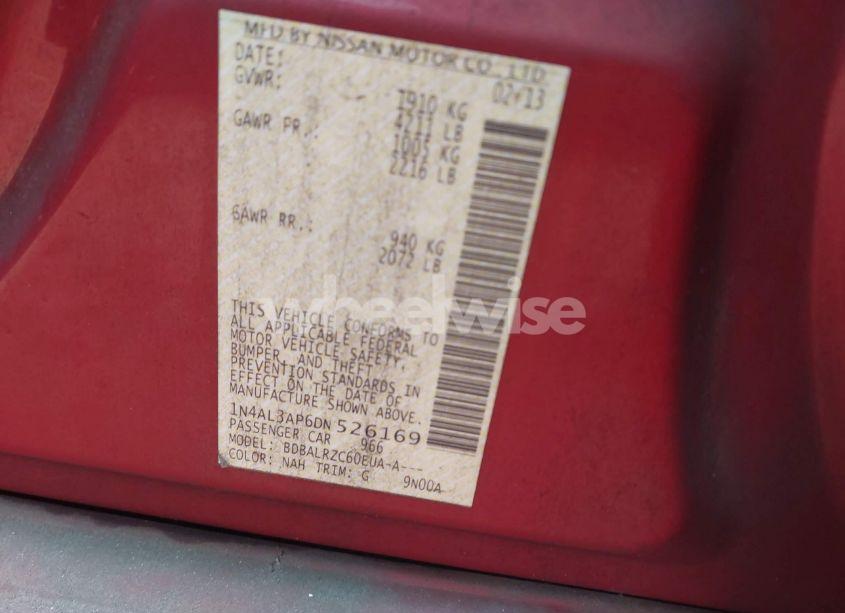 MFD BY NISSAN MOTOR CO., LTD.
DATE: 02/13
GVWR: 1910 KG
4211 LB
GAWR FR.: 1005 KG
2216 LB
GAWR RR.: 940 KG
2072 LB
THIS VEHICLE CONFORMS TO
ALL APPLICABLE FEDERAL
MOTOR VEHICLE SAFETY,
BUMPER, AND THEFT
PREVENTION STANDARDS IN
EFFECT ON THE DATE OF
MANUFACTURE SHOWN ABOVE.
1N4AL3AP6DN 526169
PASSENGER CAR 966
MODEL: BDBALRZC60EUA-A---
COLOR: NAH TRIM: G 9N00A
wheelwise